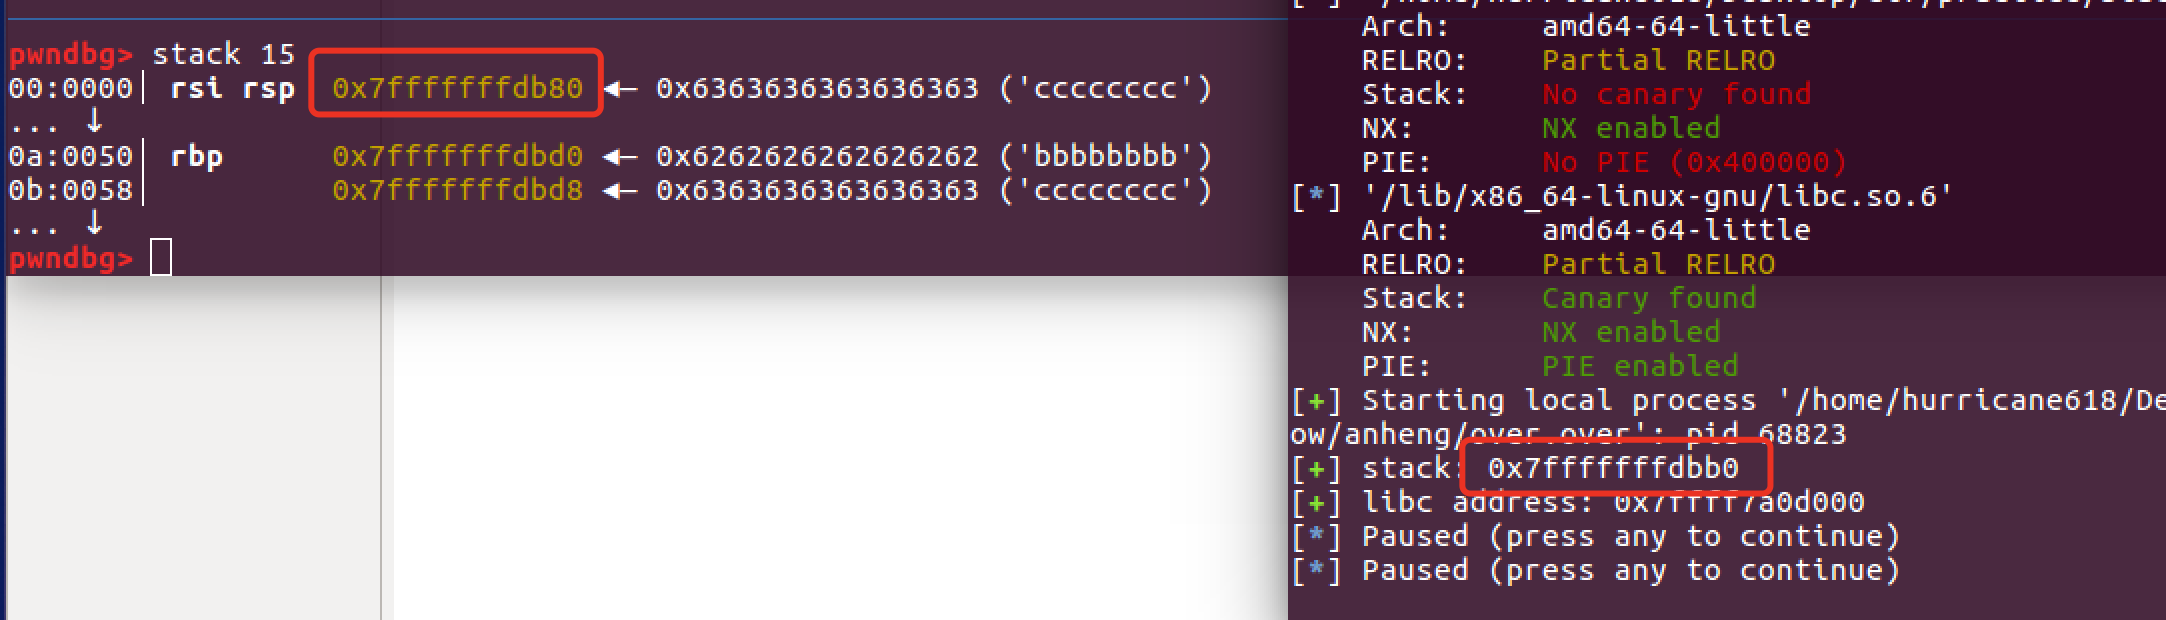 pwndbg> stack 15
00:0000│ rsi rsp 0x7fffffffdb80 ◂— 0x6363636363636363 ('cccccccc')
... ↓
0a:0050│ rbp 0x7fffffffdbd0 ◂— 0x6262626262626262 ('bbbbbbbb')
0b:0058│ 0x7fffffffdbd8 ◂— 0x6363636363636363 ('cccccccc')
... ↓
pwndbg>
Arch: amd64-64-little
RELRO: Partial RELRO
Stack: No canary found
NX: NX enabled
PIE: No PIE (0x400000)
[*] '/lib/x86_64-linux-gnu/libc.so.6'
Arch: amd64-64-little
RELRO: Partial RELRO
Stack: Canary found
NX: NX enabled
PIE: PIE enabled
[+] Starting local process '/home/hurricane618/De
ow/anheng/over.over': pid 68823
[+] stack: 0x7fffffffdbb0
[+] libc address: 0x7ffff7a0d000
[*] Paused (press any to continue)
[*] Paused (press any to continue)